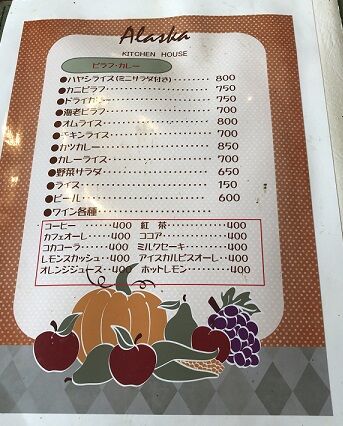 Alaska
KITCHEN HOUSE
ピラフ・カレー
●ハヤシライス(ミニサラダ付き)……… 800
●カニピラフ……………… 750
●ドライカレー……………… 750
●海老ピラフ……………… 700
●オムライス……………… 800
●チキンライス……………… 700
●カツカレー……………… 850
●カレーライス……………… 700
●野菜サラダ……………… 650
●ライス……………… 150
●ビール……………… 600
●ワイン各種………………
コーヒー……400 紅 茶……400
カフェオーレ……400 ココア……400
コカコーラ……400 ミルクセーキ……400
レモンスカッシュ…400 アイスカルピスオーレ…400
オレンジジュース…400 ホットレモン……400